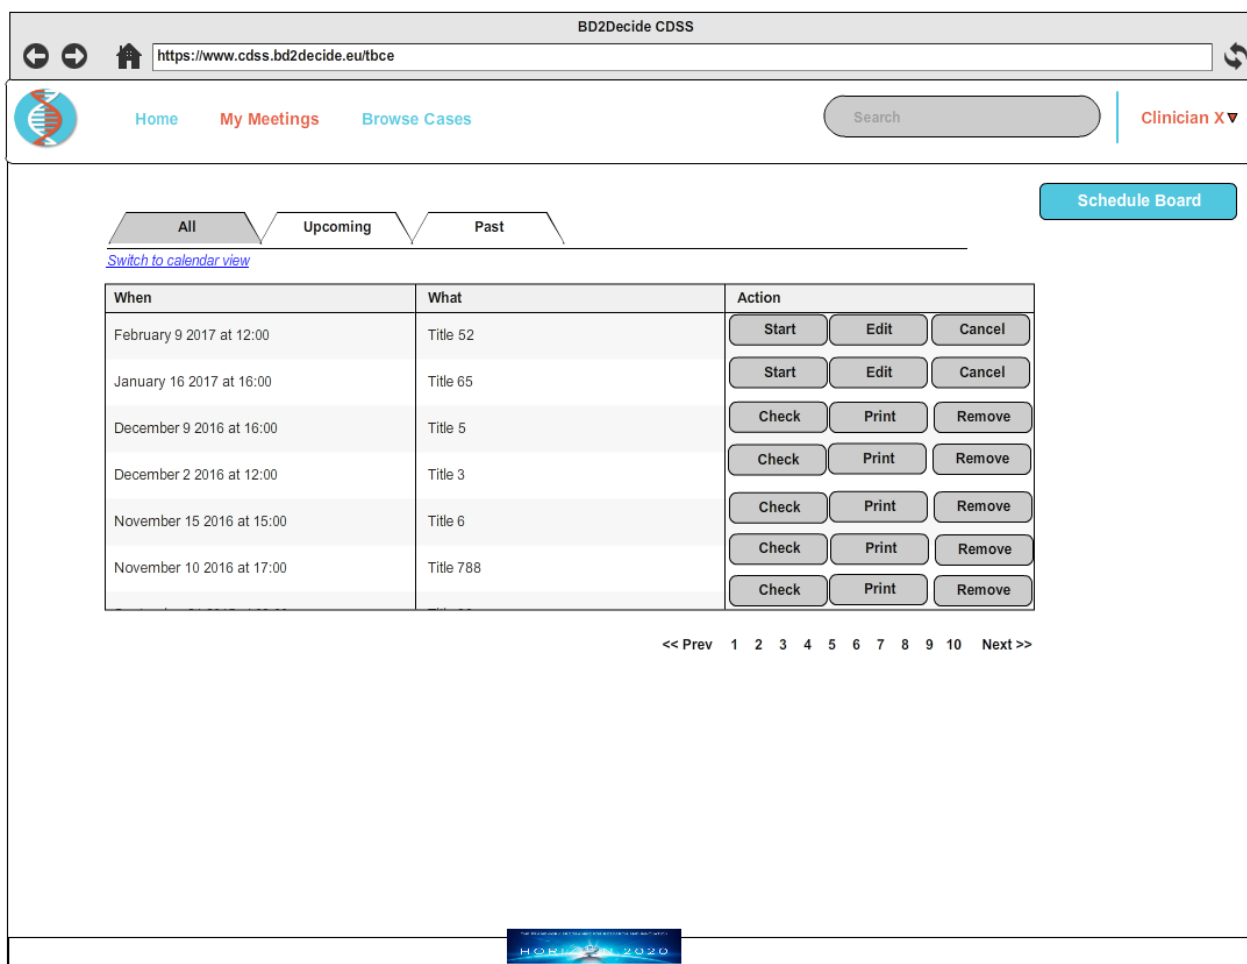 BD2Decide CDSS
https://www.cdss.bd2decide.eu/tbce
Home My Meetings Browse Cases Search Clinician X
Schedule Board
All Upcoming Past
Switch to calendar view
When What Action
February 9 2017 at 12:00 Title 52 Start Edit Cancel
January 16 2017 at 16:00 Title 65 Start Edit Cancel
December 9 2016 at 16:00 Title 5 Check Print Remove
December 2 2016 at 12:00 Title 3 Check Print Remove
November 15 2016 at 15:00 Title 6 Check Print Remove
November 10 2016 at 17:00 Title 788 Check Print Remove
Check Print Remove
<< Prev 1 2 3 4 5 6 7 8 9 10 Next >>
HORIZON 2020